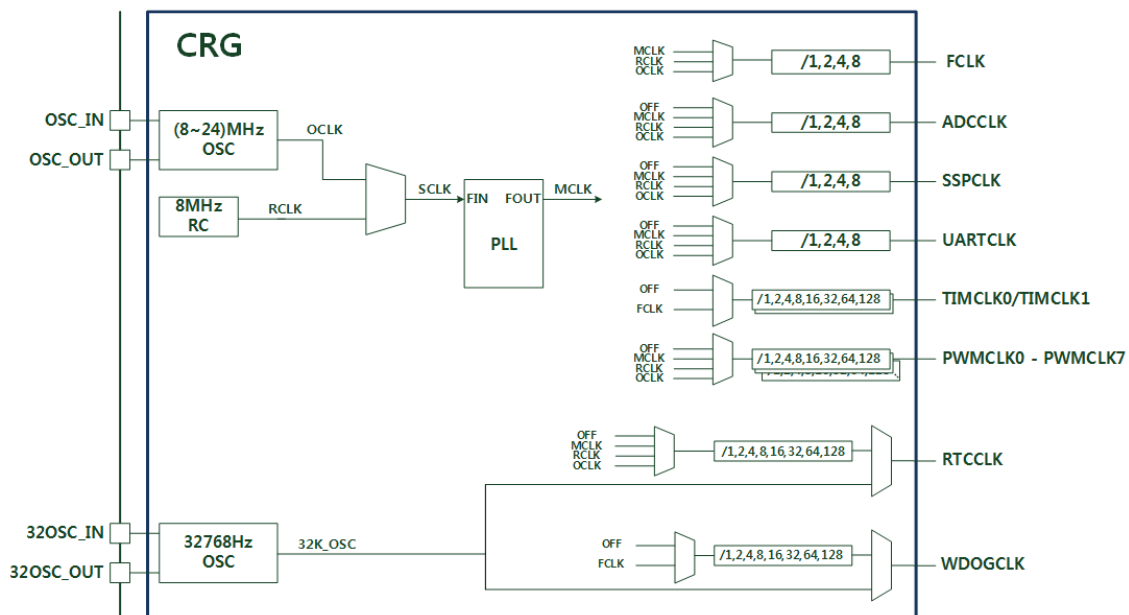 CRG
OSC_IN
OSC_OUT
(8~24)MHz
OSC
OCLK
8MHz
RC
RCLK
SCLK
FIN FOUT
PLL
MCLK
MCLK
RCLK
OCLK
/1,2,4,8
FCLK
OFF
MCLK
RCLK
OCLK
/1,2,4,8
ADCCLK
OFF
MCLK
RCLK
OCLK
/1,2,4,8
SSPCLK
OFF
MCLK
RCLK
OCLK
/1,2,4,8
UARTCLK
OFF
FCLK
/1,2,4,8,16,32,64,128
TIMCLK0/TIMCLK1
OFF
MCLK
RCLK
OCLK
/1,2,4,8,16,32,64,128
PWMCLK0 - PWMCLK7
OFF
MCLK
RCLK
OCLK
/1,2,4,8,16,32,64,128
RTCCLK
32OSC_IN
32OSC_OUT
32768Hz
OSC
32K_OSC
OFF
FCLK
/1,2,4,8,16,32,64,128
WDOGCLK